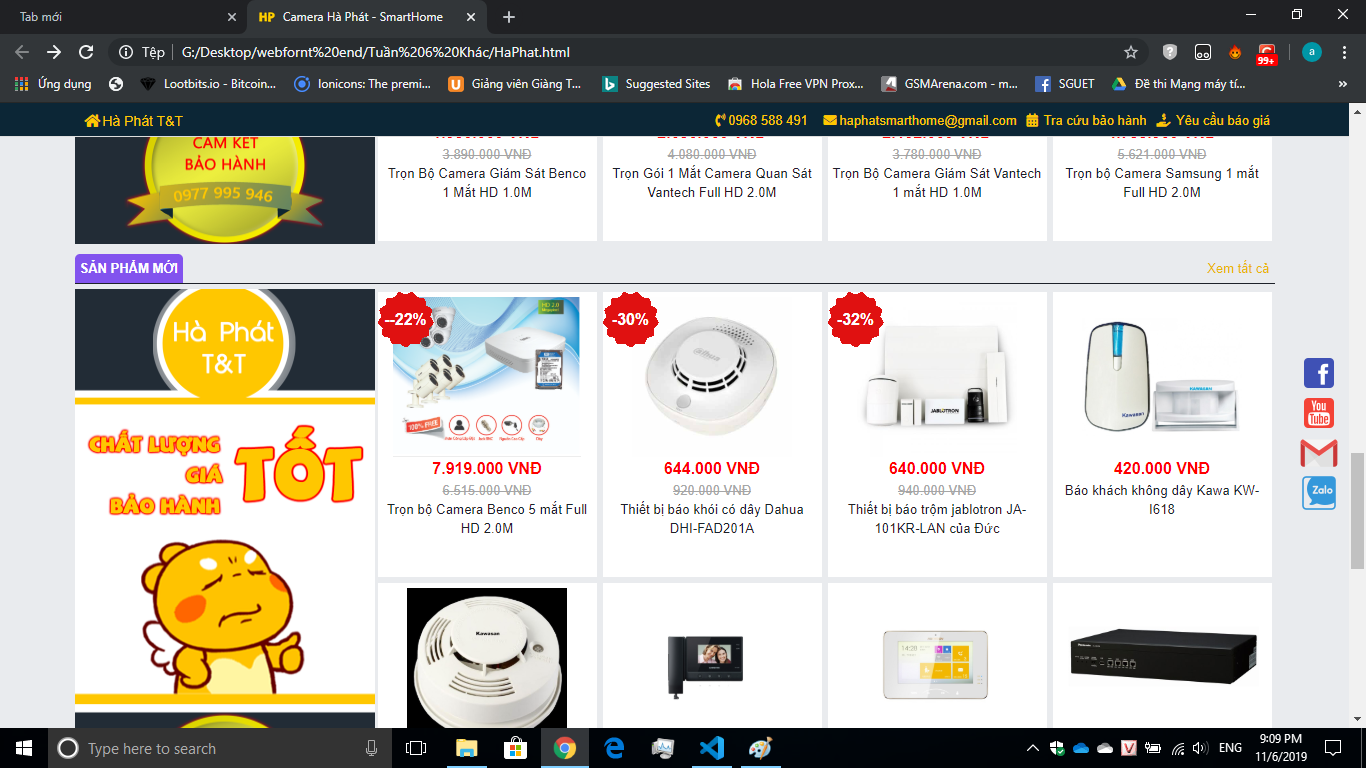 Tab mới
HP Camera Hà Phát - SmartHome
Tệp G:/Desktop/webfornt%20end/Tuần%206%20Khác/HaPhat.html
a
99+
Ứng dụng Lootbits.io - Bitcoin... Ionicons: The premi... Giảng viên Giàng T... Suggested Sites Hola Free VPN Prox... GSMArena.com - m... SGUET Đề thi Mạng máy tí... »
Hà Phát T&T 0968 588 491 haphatsmarthome@gmail.com Tra cứu bảo hành Yêu cầu báo giá
CAM KẾT
BẢO HÀNH
0977 995 946
3.890.000 VNĐ
Trọn Bộ Camera Giám Sát Benco
1 Mắt HD 1.0M
4.080.000 VNĐ
Trọn Gói 1 Mắt Camera Quan Sát
Vantech Full HD 2.0M
3.780.000 VNĐ
Trọn Bộ Camera Giám Sát Vantech
1 mắt HD 1.0M
5.621.000 VNĐ
Trọn bộ Camera Samsung 1 mắt
Full HD 2.0M
SẢN PHẨM MỚI Xem tất cả
Hà Phát
T&T
CHẤT LƯỢNG
GIÁ
BẢO HÀNH
TỐT
--22%
HD 2.0
100% FREE
7.919.000 VNĐ
6.515.000 VNĐ
Trọn bộ Camera Benco 5 mắt Full
HD 2.0M
-30%
alhua
644.000 VNĐ
920.000 VNĐ
Thiết bị báo khói có dây Dahua
DHI-FAD201A
-32%
JABLOTRON
640.000 VNĐ
940.000 VNĐ
Thiết bị báo trộm jablotron JA-
101KR-LAN của Đức
Kawasan
KAWASAN
420.000 VNĐ
Báo khách không dây Kawa KW-
I618
f
You
Tube
Zalo
Kawasan
14:28
Type here to search
ENG
9:09 PM
11/6/2019